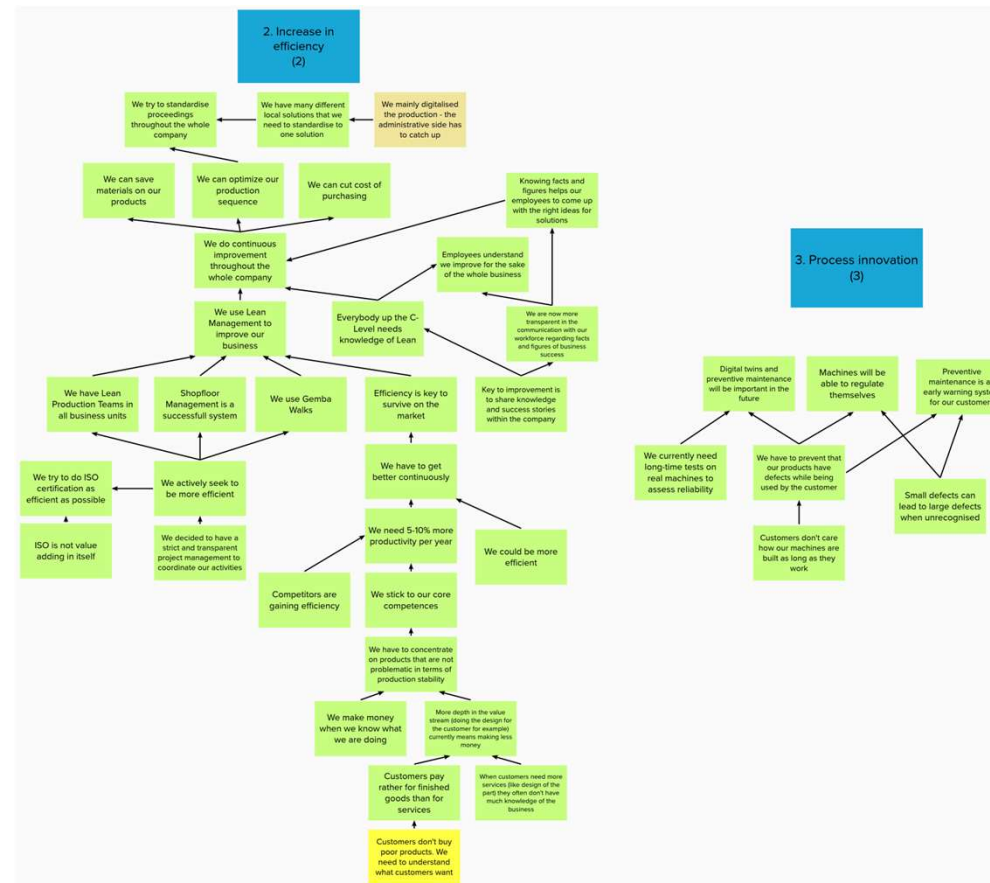 2. Increase in
efficiency
(2)
We try to standardise
proceedings
throughout the whole
company
We have many different
local solutions that we
need to standardise to
one solution
We mainly digitalised
the production - the
administrative side has
to catch up
We can save
materials on our
products
We can optimize our
production
sequence
We can cut cost of
purchasing
Knowing facts and
figures helps our
employees to come up
with the right ideas for
solutions
We do continuous
improvement
throughout the
whole company
Employees understand
we improve for the sake
of the whole business
We use Lean
Management to
improve our
business
Everybody up the C-
Level needs
knowledge of Lean
We are now more
transparent in the
communication with our
workforce regarding facts
and figures of business
success
We have Lean
Production Teams in
all business units
Shopfloor
Management is a
successfull system
We use Gemba
Walks
Efficiency is key to
survive on the
market
Key to improvement is
to share knowledge
and success stories
within the company
We try to do ISO
certification as
efficient as possible
We actively seek to
be more efficient
We have to get
better continuously
ISO is not value
adding in itself
We decided to have a
strict and transparent
project management to
coordinate our activities
We need 5-10% more
productivity per year
We could be more
efficient
Competitors are
gaining efficiency
We stick to our core
competences
We have to concentrate
on products that are not
problematic in terms of
production stability
We make money
when we know what
we are doing
More depth in the value
stream (doing the design for
the customer for example)
currently means making less
money
Customers pay
rather for finished
goods than for
services
When customers need more
services (like design of the
part) they often don't have
much knowledge of the
business
Customers don't buy
poor products. We
need to understand
what customers want
3. Process innovation
(3)
Digital twins and
preventive maintenance
will be important in the
future
Machines will be
able to regulate
themselves
Preventive
maintenance is a
early warning syste
for our custome
We currently need
long-time tests on
real machines to
assess reliability
We have to prevent that
our products have
defects while being
used by the customer
Small defects can
lead to large defects
when unrecognised
Customers don't care
how our machines are
built as long as they
work